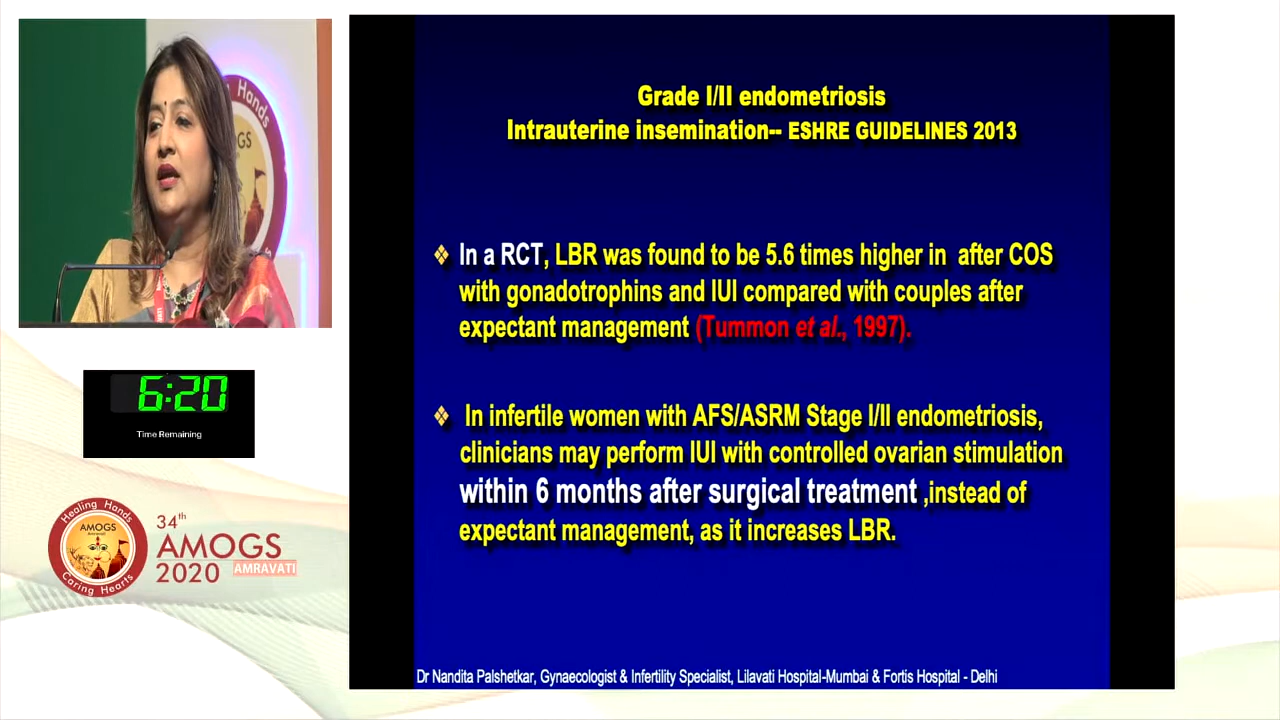 Hands
AMOGS
6:20
Time Remaining
Healing Hands
AMOGS
Amravati
Caring Hearts
34th
AMOGS
2020 AMRAVATI
Grade I/II endometriosis
Intrauterine insemination-- ESHRE GUIDELINES 2013
❖ In a RCT, LBR was found to be 5.6 times higher in after COS
with gonadotrophins and IUI compared with couples after
expectant management (Tummon et al., 1997).
❖ In infertile women with AFS/ASRM Stage I/II endometriosis,
clinicians may perform IUI with controlled ovarian stimulation
within 6 months after surgical treatment ,instead of
expectant management, as it increases LBR.
Dr Nandita Palshetkar, Gynaecologist & Infertility Specialist, Lilavati Hospital-Mumbai & Fortis Hospital - Delhi